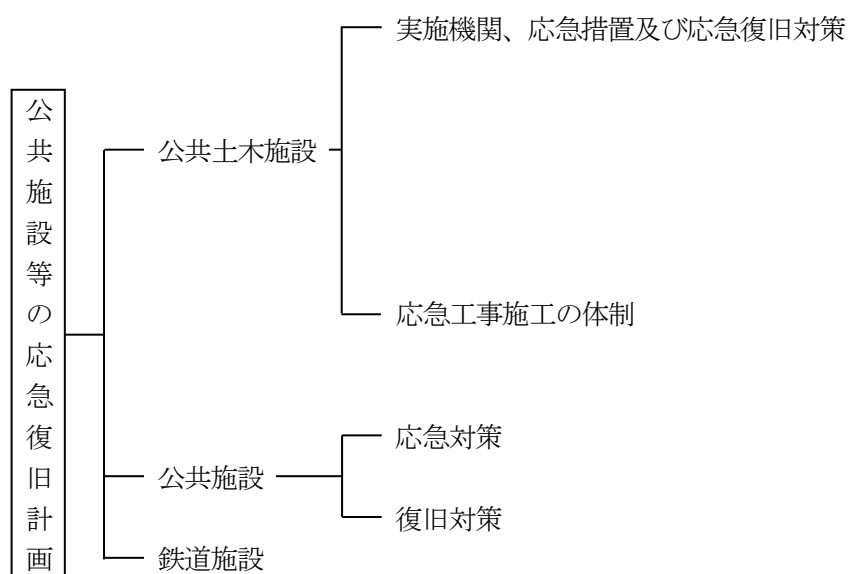 公共施設等の応急復旧計画
公共土木施設
実施機関、応急措置及び応急復旧対策
応急工事施工の体制
公共施設
応急対策
復旧対策
鉄道施設